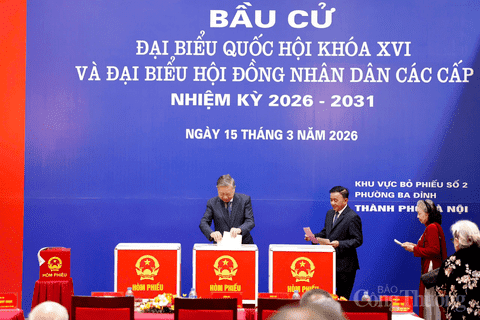 BẦU CỬ
ĐẠI BIỂU QUỐC HỘI KHÓA XVI
VÀ ĐẠI BIỂU HỘI ĐỒNG NHÂN DÂN CÁC CẤP
NHIỆM KỲ 2026 - 2031
NGÀY 15 THÁNG 3 NĂM 2026
KHU VỰC BỎ PHIẾU SỐ 2
PHƯỜNG BA ĐÌNH
THÀNH PHỐ HÀ NỘI
HÒM PHIẾU
HÒM PHIẾU
HÒM PHIẾU
HÒM PHIẾU
BÁO
Công Thương